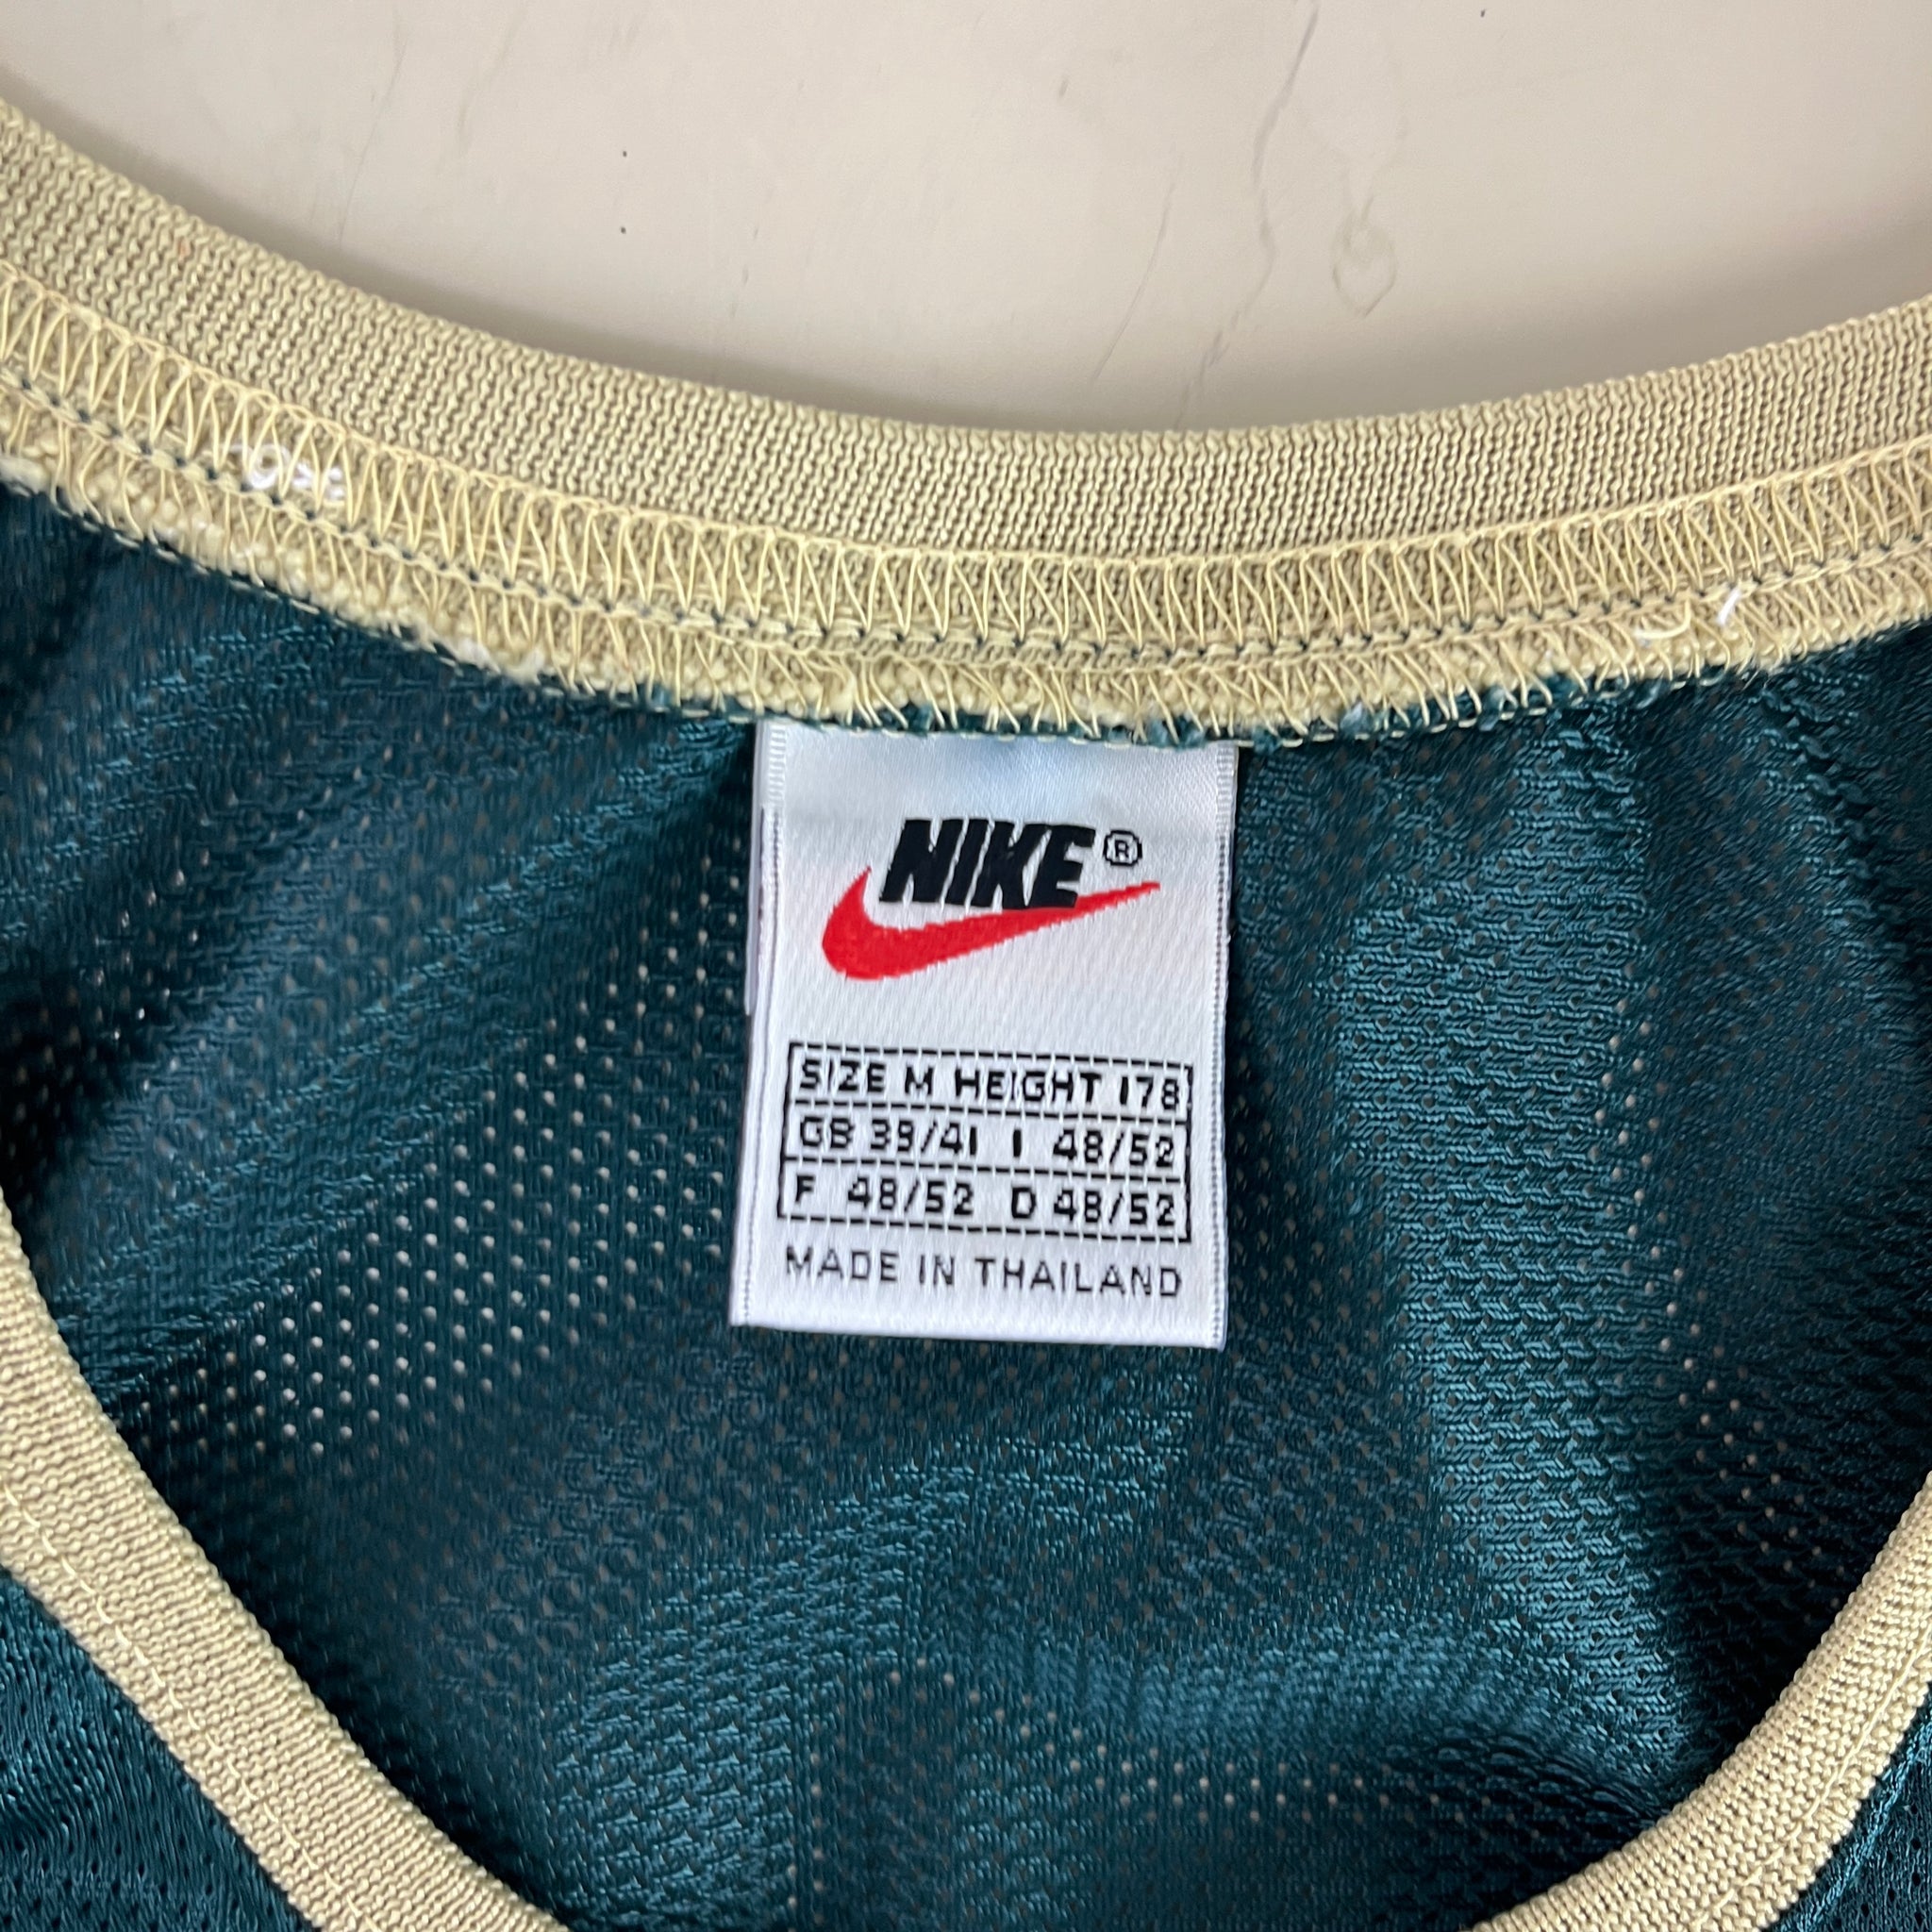 NIKE®
SIZE M HEIGHT 178
GB 39/41 I 48/52
F 48/52 D 48/52
MADE IN THAILAND